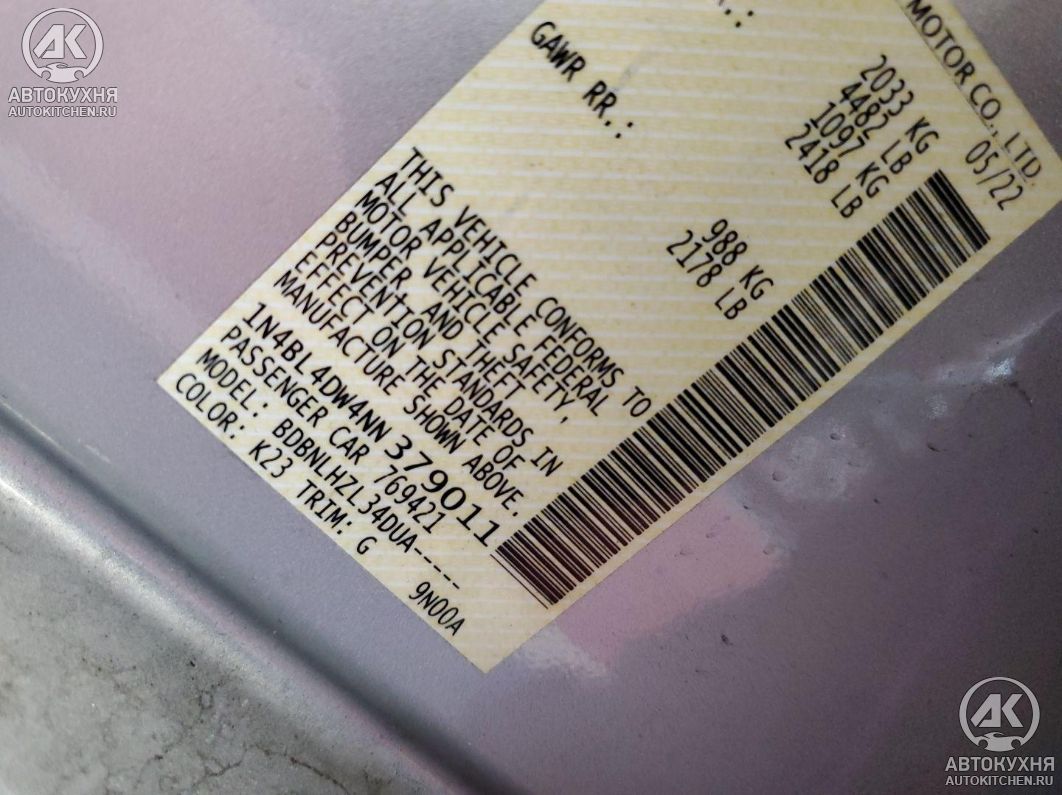 AK
АВТОКУХНЯ
AUTOKITCHEN.RU
MOTOR CO., LTD.
05/22
2033 KG
4482 LB
1097 KG
2418 LB
GAWR RR.:
988 KG
2178 LB
THIS VEHICLE CONFORMS TO
ALL APPLICABLE FEDERAL
MOTOR VEHICLE SAFETY,
BUMPER, AND THEFT
PREVENTION STANDARDS IN
EFFECT ON THE DATE OF
MANUFACTURE SHOWN ABOVE.
1N4BL4DW4NN379011
PASSENGER CAR 769421
MODEL: BDBNLHZL34DUA-----
COLOR: K23 TRIM: G 9N00A
AK
АВТОКУХНЯ
AUTOKITCHEN.RU